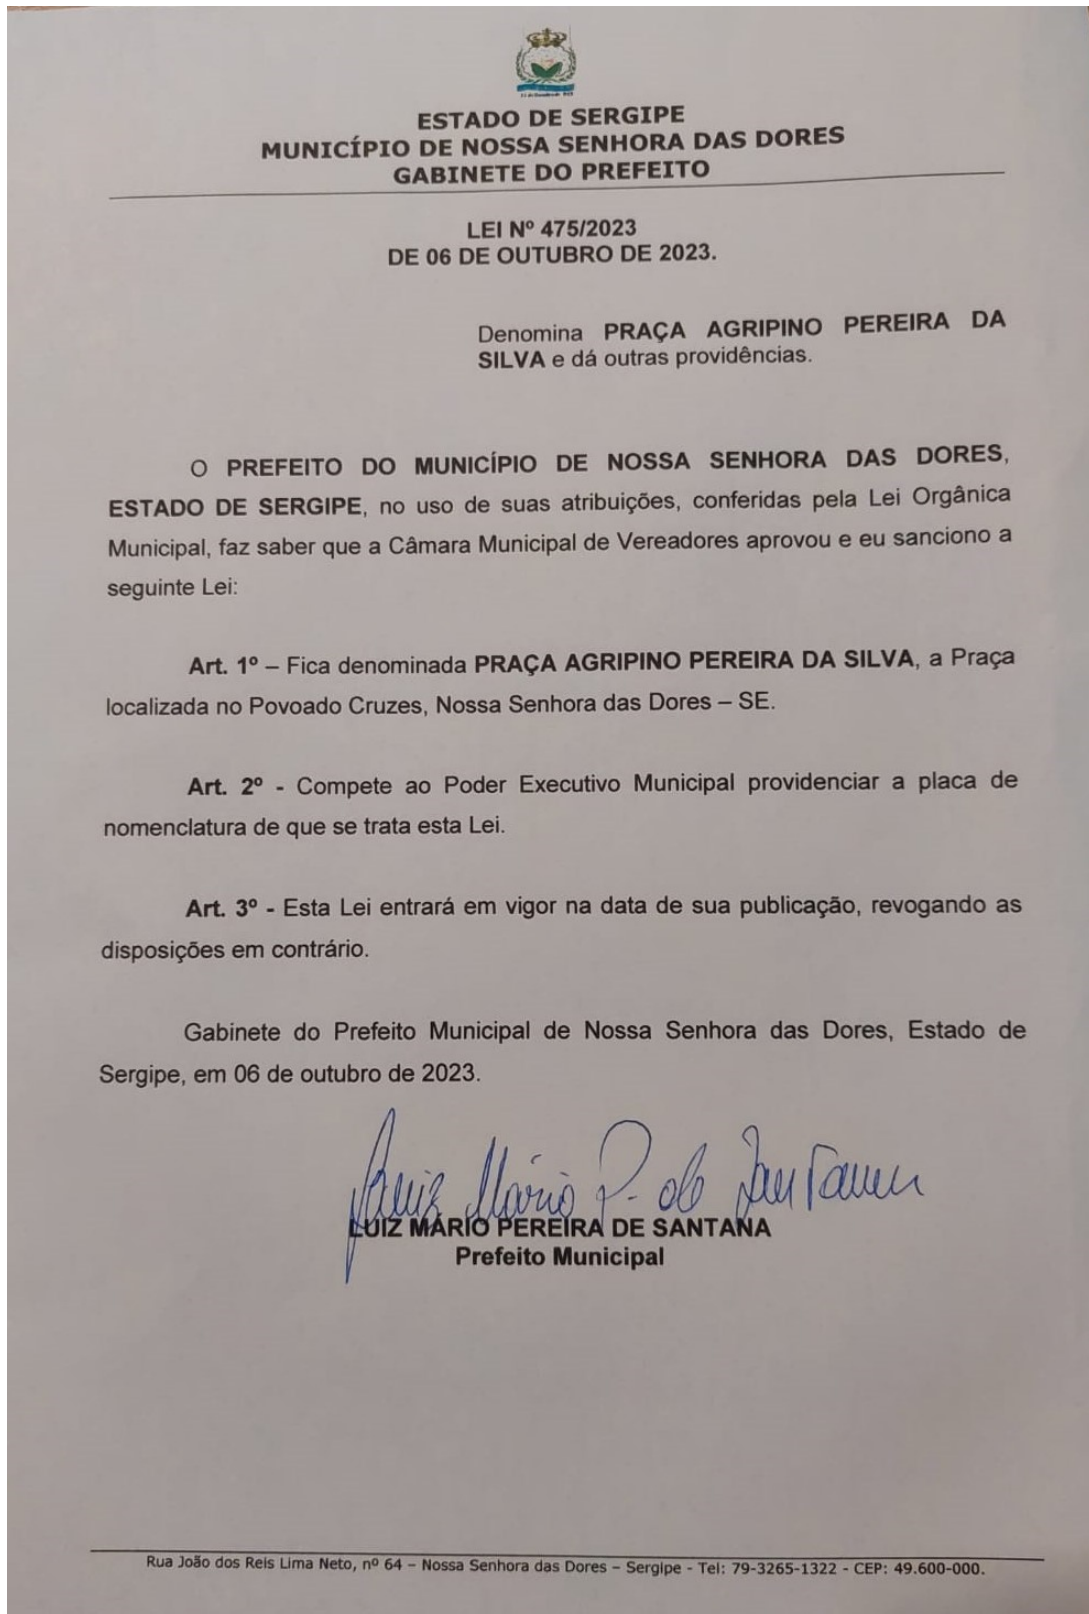 ESTADO DE SERGIPE
MUNICÍPIO DE NOSSA SENHORA DAS DORES
GABINETE DO PREFEITO
LEI Nº 475/2023
DE 06 DE OUTUBRO DE 2023.
Denomina PRAÇA AGRIPINO PEREIRA DA
SILVA e dá outras providências.
O PREFEITO DO MUNICÍPIO DE NOSSA SENHORA DAS DORES,
ESTADO DE SERGIPE, no uso de suas atribuições, conferidas pela Lei Orgânica
Municipal, faz saber que a Câmara Municipal de Vereadores aprovou e eu sanciono a
seguinte Lei:
Art. 1º – Fica denominada PRAÇA AGRIPINO PEREIRA DA SILVA, a Praça
localizada no Povoado Cruzes, Nossa Senhora das Dores – SE.
Art. 2º - Compete ao Poder Executivo Municipal providenciar a placa de
nomenclatura de que se trata esta Lei.
Art. 3º - Esta Lei entrará em vigor na data de sua publicação, revogando as
disposições em contrário.
Gabinete do Prefeito Municipal de Nossa Senhora das Dores, Estado de
Sergipe, em 06 de outubro de 2023.
Luiz Mário P. de Santana
LUIZ MÁRIO PEREIRA DE SANTANA
Prefeito Municipal
Rua João dos Reis Lima Neto, nº 64 – Nossa Senhora das Dores – Sergipe - Tel: 79-3265-1322 - CEP: 49.600-000.